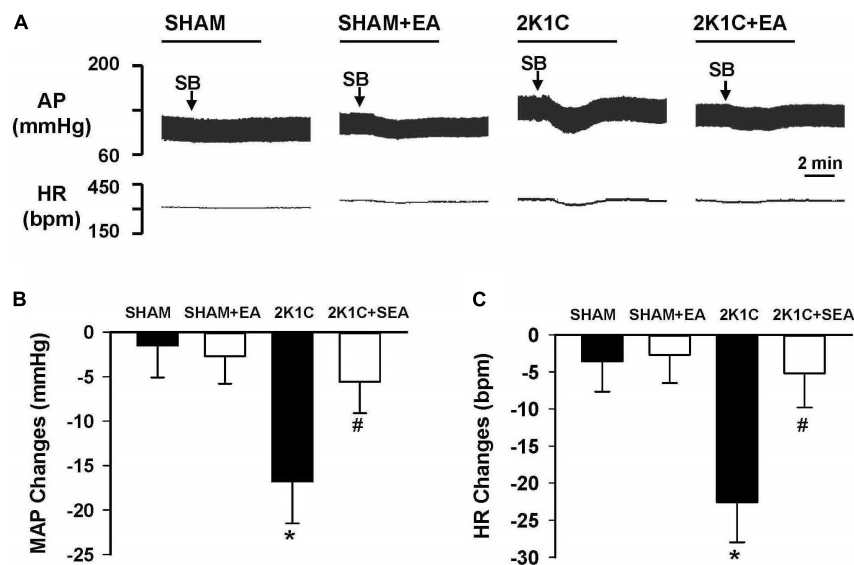 A
SHAM SHAM+EA 2K1C 2K1C+EA
200
SB SB SB SB
AP
(mmHg)
60
2 min
450
HR
(bpm)
150
B
SHAM SHAM+EA 2K1C 2K1C+SEA
0
-5
-10
-15
-20
-25
MAP Changes (mmHg)
#
*
C
SHAM SHAM+EA 2K1C 2K1C+SEA
0
-5
-10
-15
-20
-25
-30
HR Changes (bpm)
#
*